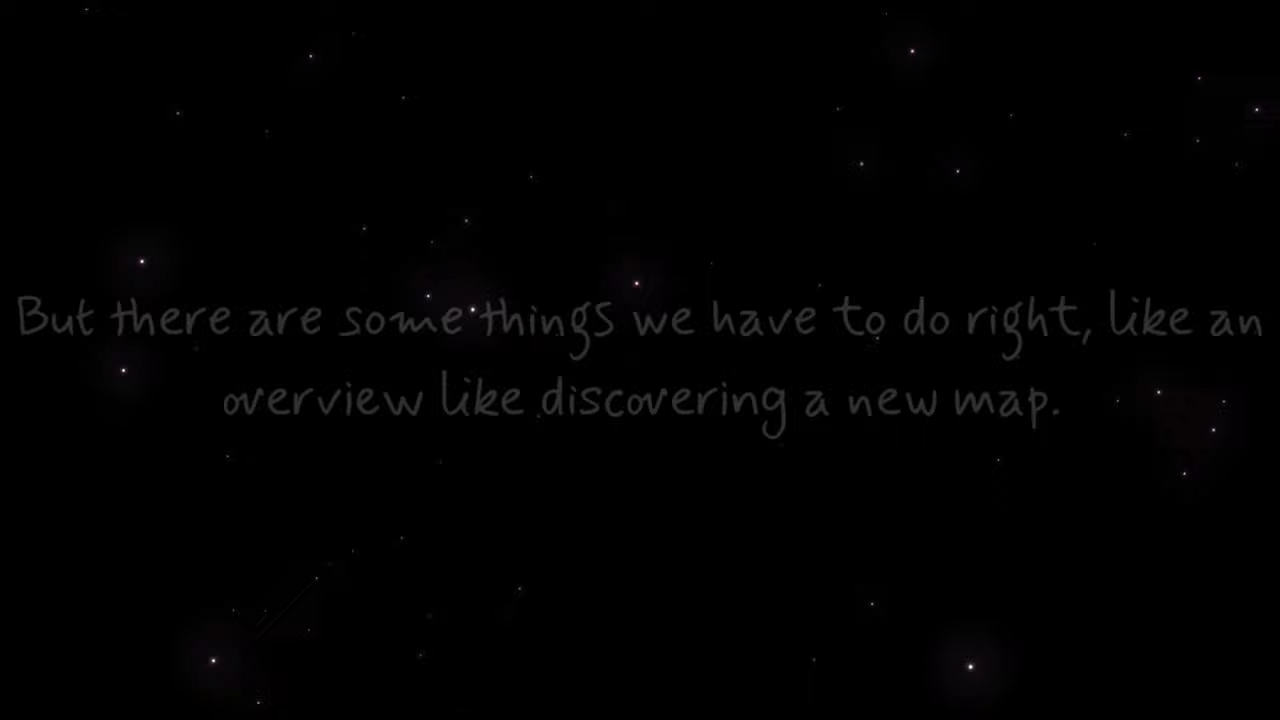 But there are some things we have to do right, like an
overview like discovering a new map.